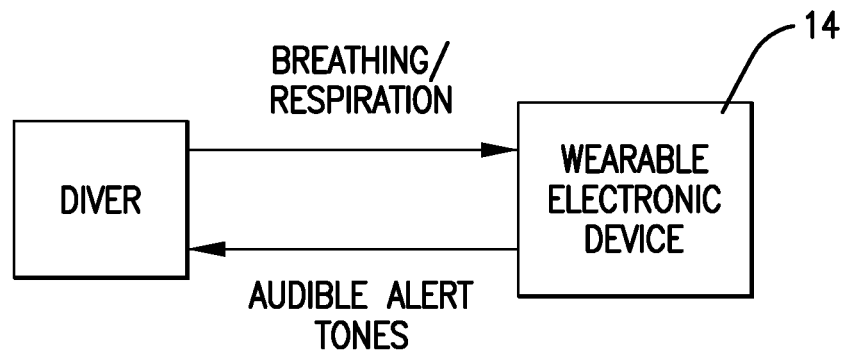 14
BREATHING/
RESPIRATION
DIVER
WEARABLE
ELECTRONIC
DEVICE
AUDIBLE ALERT
TONES